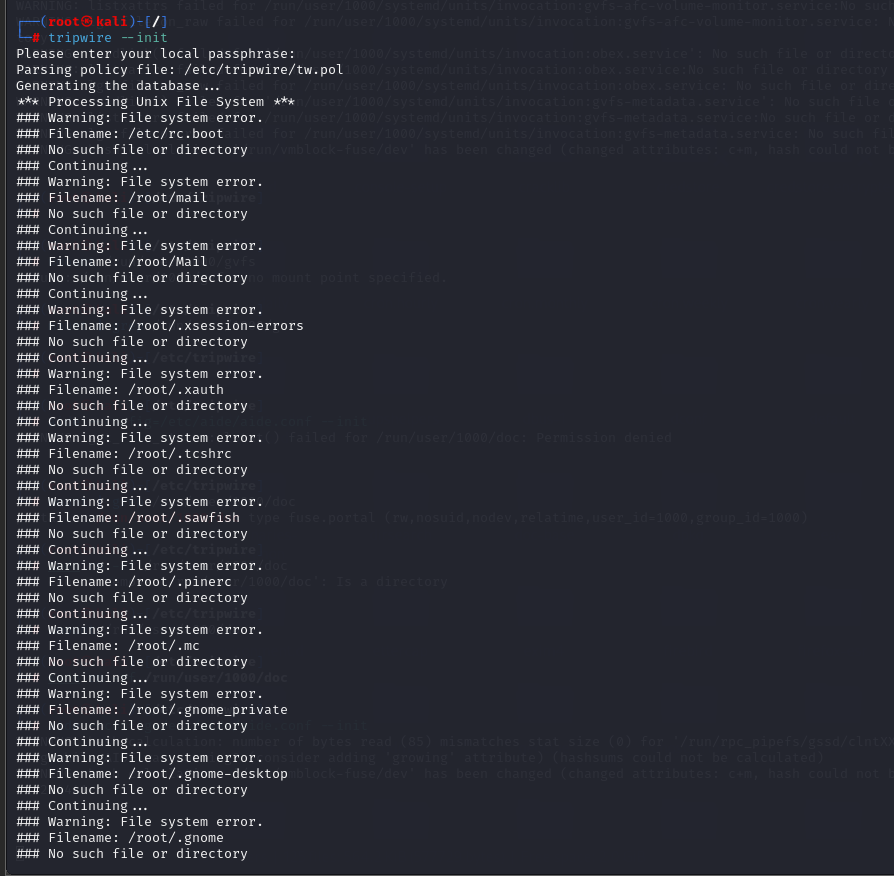 ┌──(root㉿kali)-[/]
└─# tripwire --init
Please enter your local passphrase:
Parsing policy file: /etc/tripwire/tw.pol
Generating the database...
*** Processing Unix File System ***
### Warning: File system error.
### Filename: /etc/rc.boot
### No such file or directory
### Continuing...
### Warning: File system error.
### Filename: /root/mail
### No such file or directory
### Continuing...
### Warning: File system error.
### Filename: /root/Mail
### No such file or directory
### Continuing...
### Warning: File system error.
### Filename: /root/.xsession-errors
### No such file or directory
### Continuing...
### Warning: File system error.
### Filename: /root/.xauth
### No such file or directory
### Continuing...
### Warning: File system error.
### Filename: /root/.tcshrc
### No such file or directory
### Continuing...
### Warning: File system error.
### Filename: /root/.sawfish
### No such file or directory
### Continuing...
### Warning: File system error.
### Filename: /root/.pinerc
### No such file or directory
### Continuing...
### Warning: File system error.
### Filename: /root/.mc
### No such file or directory
### Continuing...
### Warning: File system error.
### Filename: /root/.gnome_private
### No such file or directory
### Continuing...
### Warning: File system error.
### Filename: /root/.gnome-desktop
### No such file or directory
### Continuing...
### Warning: File system error.
### Filename: /root/.gnome
### No such file or directory